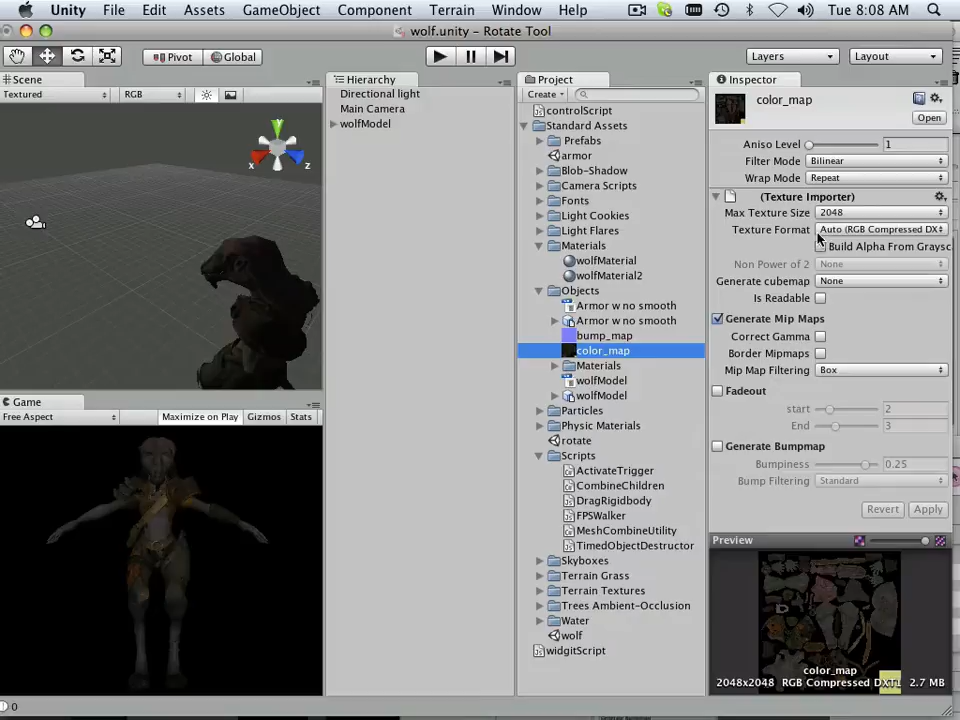 Unity File Edit Assets GameObject Component Terrain Window Help Tue 8:08 AM
wolf.unity - Rotate Tool
Pivot Global Layers Layout
Scene
Textured RGB
y
x z
Game
Free Aspect Maximize on Play Gizmos Stats
Hierarchy
Directional light
Main Camera
wolfModel
Project
Create
controlScript
Standard Assets
Prefabs
armor
Blob-Shadow
Camera Scripts
Fonts
Light Cookies
Light Flares
Materials
wolfMaterial
wolfMaterial2
Objects
Armor w no smooth
Armor w no smooth
bump_map
color_map
Materials
wolfModel
wolfModel
Particles
Physic Materials
rotate
Scripts
ActivateTrigger
CombineChildren
DragRigidbody
FPSWalker
MeshCombineUtility
TimedObjectDestructor
Skyboxes
Terrain Grass
Terrain Textures
Trees Ambient-Occlusion
Water
wolf
widgitScript
Inspector
color_map
Open
Aniso Level 1
Filter Mode Bilinear
Wrap Mode Repeat
(Texture Importer)
Max Texture Size 2048
Texture Format Auto (RGB Compressed DX
Build Alpha From Graysc
Non Power of 2 None
Generate cubemap None
Is Readable
Generate Mip Maps
Correct Gamma
Border Mipmaps
Mip Map Filtering Box
Fadeout
start 2
End 3
Generate Bumpmap
Bumpiness 0.25
Bump Filtering Standard
Revert Apply
Preview
color_map
2048x2048 RGB Compressed DXT1 2.7 MB
0